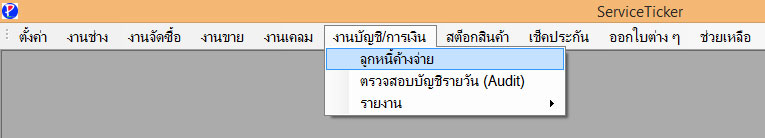 ServiceTicker
ตั้งค่า งานช่าง งานจัดซื้อ งานขาย งานเคลม งานบัญชี/การเงิน สต็อกสินค้า เช็คประกัน ออกใบต่าง ๆ ช่วยเหลือ
ลูกหนี้ค้างจ่าย
ตรวจสอบบัญชีรายวัน (Audit)
รายงาน